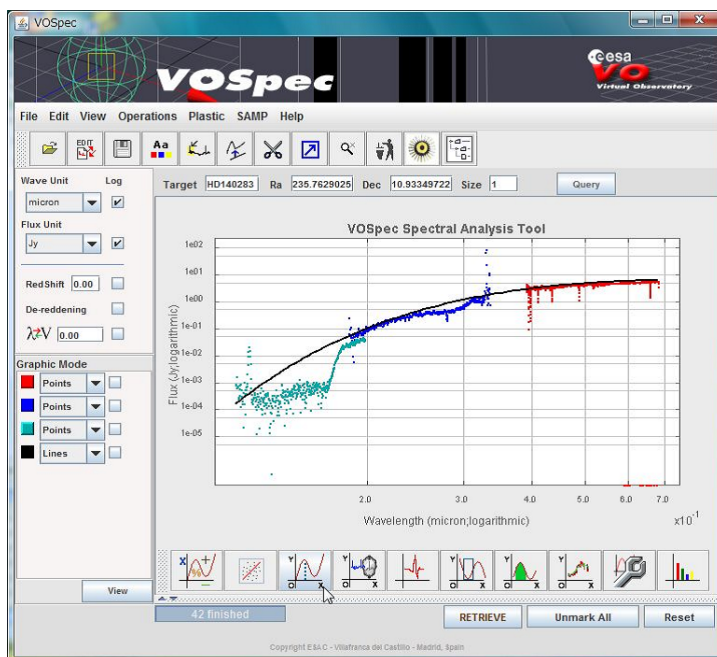 VOSpec
VOSpec
esa
VO
Virtual Observatory
File Edit View Operations Plastic SAMP Help
EDIT
Aa
Wave Unit Log
Target HD140283 Ra 235.7629025 Dec 10.93349722 Size 1 Query
micron
Flux Unit
Jy
RedShift 0.00
De-reddening
λ⇄V 0.00
Graphic Mode
Points
Points
Points
Lines
View
VOSpec Spectral Analysis Tool
Flux (Jy;logarithmic)
1e02
1e01
1e00
1e-01
1e-02
1e-03
1e-04
1e-05
2.0 3.0 4.0 5.0 6.0 7.0
Wavelength (micron;logarithmic) x10^-1
42 finished RETRIEVE Unmark All Reset
Copyright ESAC - Villafranca del Castillo - Madrid, Spain